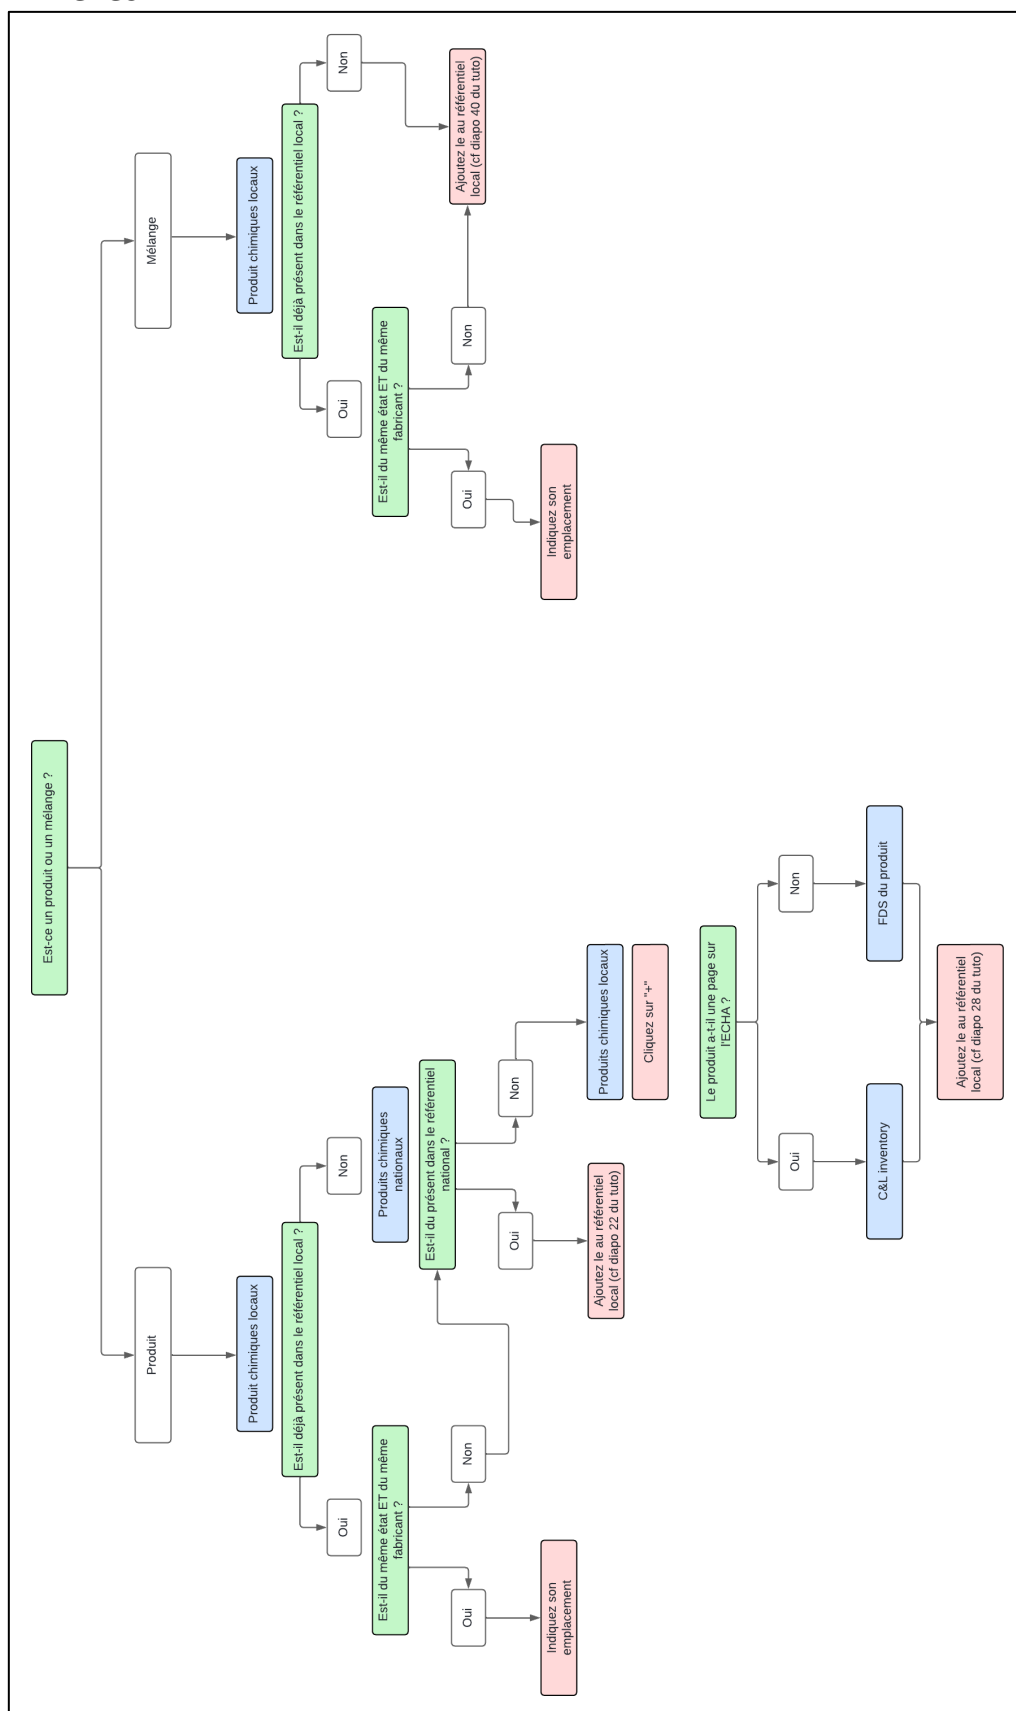 Est-ce un produit ou un mélange ?
Produit
Mélange
Produit chimiques locaux
Produit chimiques locaux
Est-il déjà présent dans le référentiel local ?
Est-il déjà présent dans le référentiel local ?
Oui
Non
Oui
Non
Est-il du même état ET du même
fabricant ?
Produits chimiques
nationaux
Est-il du même état ET du même
fabricant ?
Est-il du présent dans le référentiel
national ?
Oui
Non
Oui
Non
Ajoutez le au référentiel
local (cf diapo 40 du tuto)
Oui
Non
Indiquez son
emplacement
Ajoutez le au référentiel
local (cf diapo 22 du tuto)
Produits chimiques locaux
Cliquez sur "+"
Indiquez son
emplacement
Le produit a-t-il une page sur
l'ECHA ?
Oui
Non
C&L inventory
FDS du produit
Ajoutez le au référentiel
local (cf diapo 28 du tuto)